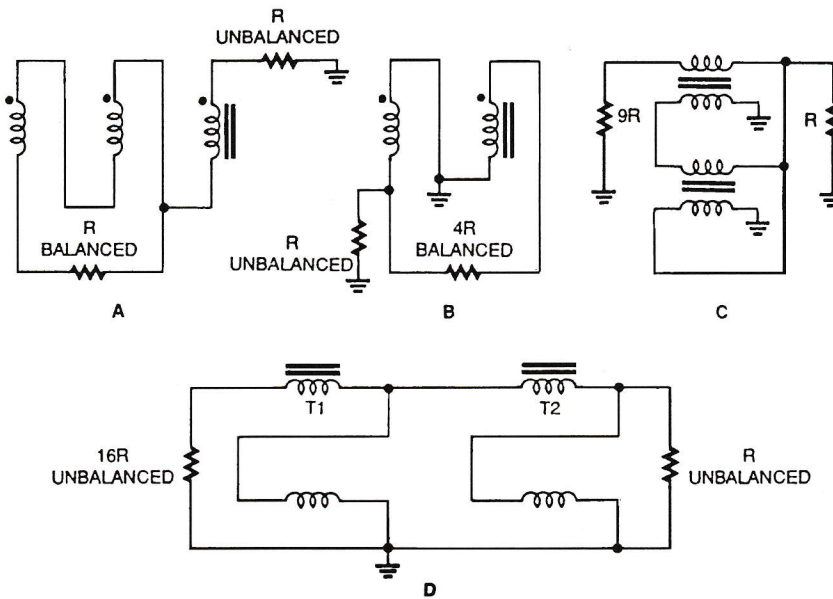 R
UNBALANCED
R
BALANCED
A
R
UNBALANCED
4R
BALANCED
B
9R
R
C
T1
T2
16R
UNBALANCED
R
UNBALANCED
D